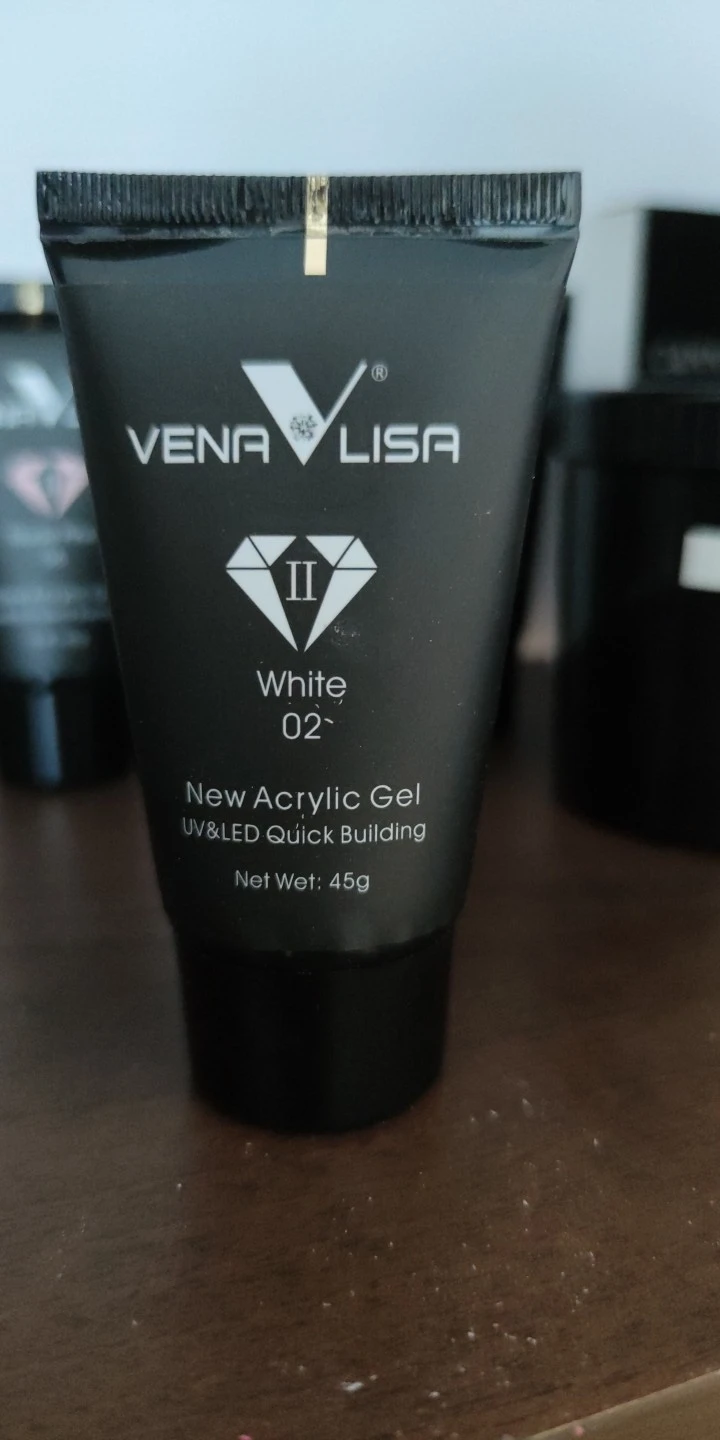 VENA V LISA®
II
White
02
New Acrylic Gel
UV&LED Quick Building
Net Wet: 45g